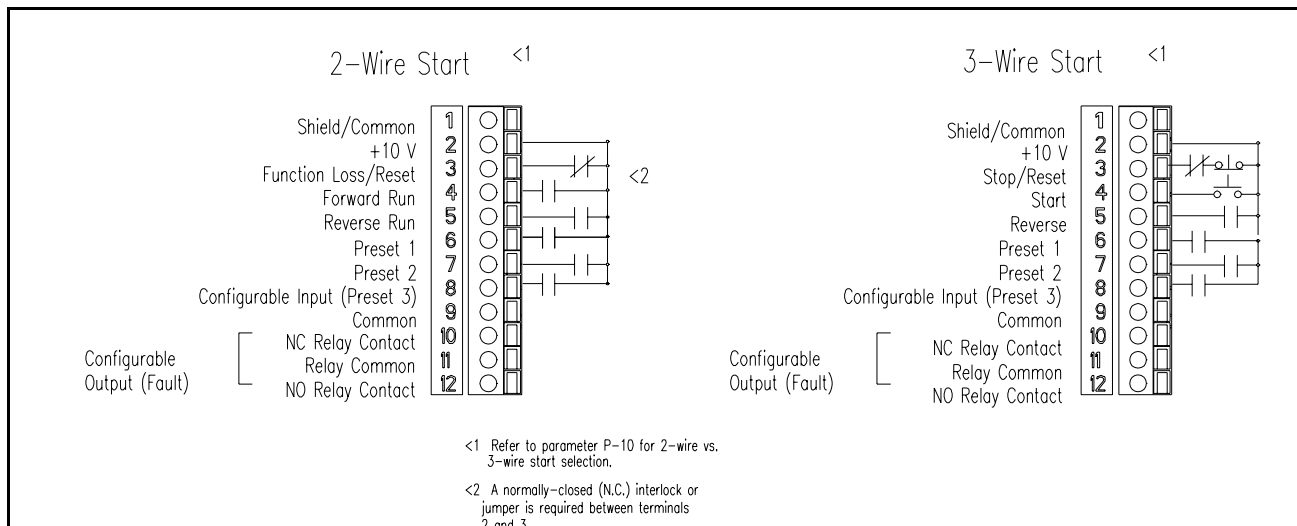 2-Wire Start <1
Shield/Common 1
+10 V 2
Function Loss/Reset 3
Forward Run 4
Reverse Run 5
Preset 1 6
Preset 2 7
Configurable Input (Preset 3) 8
Common 9
NC Relay Contact 10
Relay Common 11
NO Relay Contact 12
Configurable
Output (Fault)
<2
3-Wire Start <1
Shield/Common 1
+10 V 2
Stop/Reset 3
Start 4
Reverse 5
Preset 1 6
Preset 2 7
Configurable Input (Preset 3) 8
Common 9
NC Relay Contact 10
Relay Common 11
NO Relay Contact 12
Configurable
Output (Fault)
<1 Refer to parameter P-10 for 2-wire vs.
3-wire start selection.
<2 A normally-closed (N.C.) interlock or
jumper is required between terminals
2 and 3